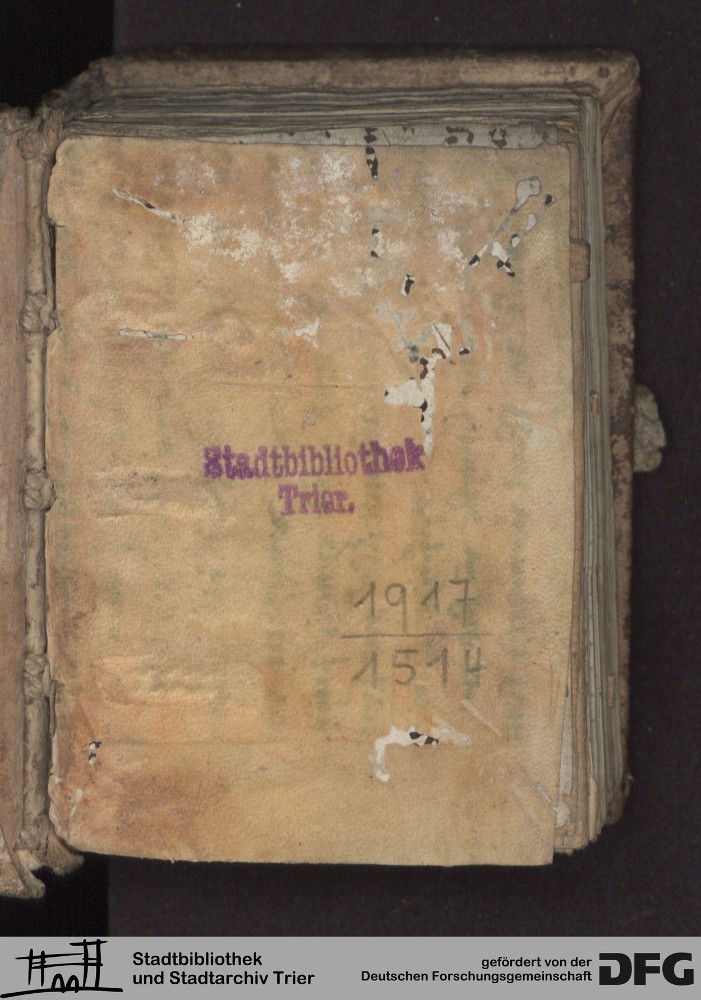 Stadtbibliothek
Trier.
1917
1514
Stadtbibliothek
und Stadtarchiv Trier
gefördert von der
Deutschen Forschungsgemeinschaft
DFG